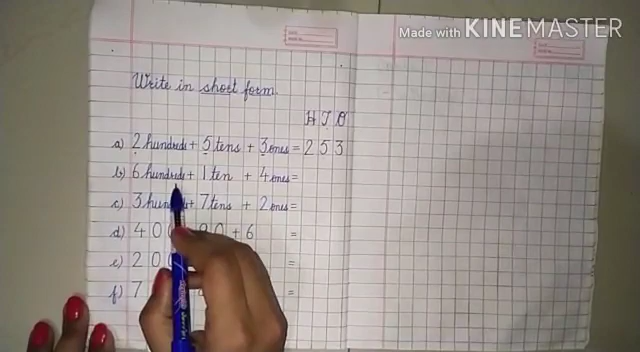 Made with KINEMASTER
Write in short form.
H T O
a) 2 hundreds + 5 tens + 3 ones = 2 5 3
b) 6 hundreds + 1 ten + 4 ones =
c) 3 hundreds + 7 tens + 2 ones =
d) 4 0 0 + 6 =
e) 2 0 =
f) 7 =